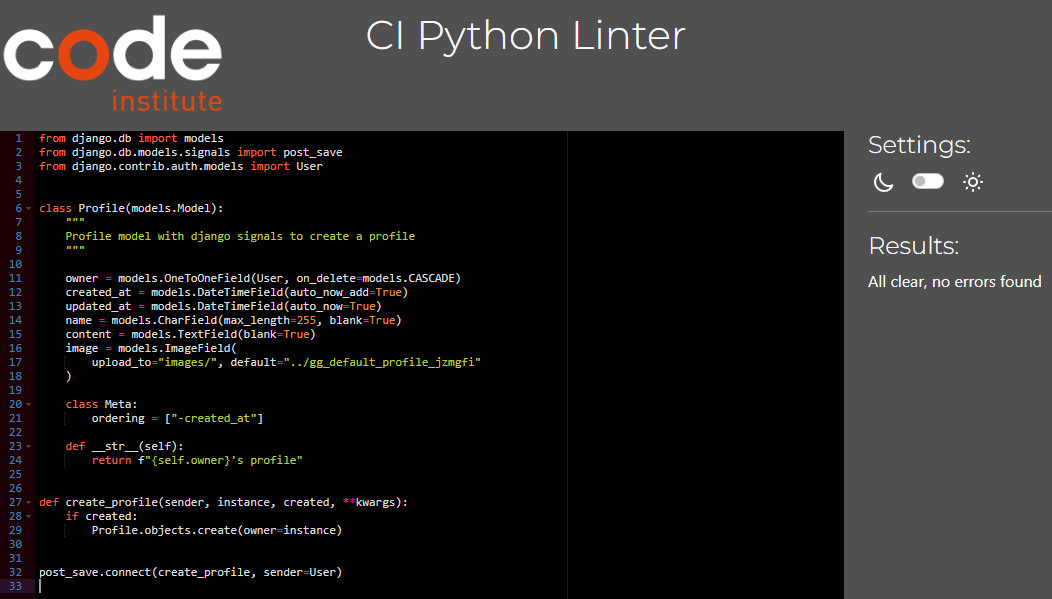 code
institute
CI Python Linter
1 from django.db import models
2 from django.db.models.signals import post_save
3 from django.contrib.auth.models import User
4
5
6 class Profile(models.Model):
7     """
8     Profile model with django signals to create a profile
9     """
10
11     owner = models.OneToOneField(User, on_delete=models.CASCADE)
12     created_at = models.DateTimeField(auto_now_add=True)
13     updated_at = models.DateTimeField(auto_now=True)
14     name = models.CharField(max_length=255, blank=True)
15     content = models.TextField(blank=True)
16     image = models.ImageField(
17         upload_to="images/", default="../gg_default_profile_jzmgfi"
18     )
19
20     class Meta:
21         ordering = ["-created_at"]
22
23     def __str__(self):
24         return f"{self.owner}'s profile"
25
26
27 def create_profile(sender, instance, created, **kwargs):
28     if created:
29         Profile.objects.create(owner=instance)
30
31
32 post_save.connect(create_profile, sender=User)
33
Settings:
Results:
All clear, no errors found